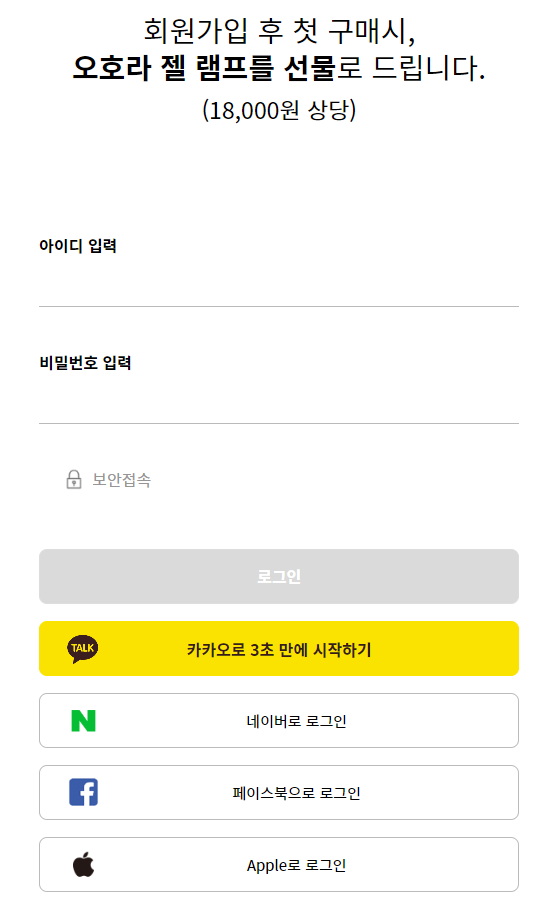 회원가입 후 첫 구매시,
오호라 젤 램프를 선물로 드립니다.
(18,000원 상당)
아이디 입력
비밀번호 입력
보안접속
로그인
TALK
카카오로 3초 만에 시작하기
N
네이버로 로그인
f
페이스북으로 로그인
Apple로 로그인